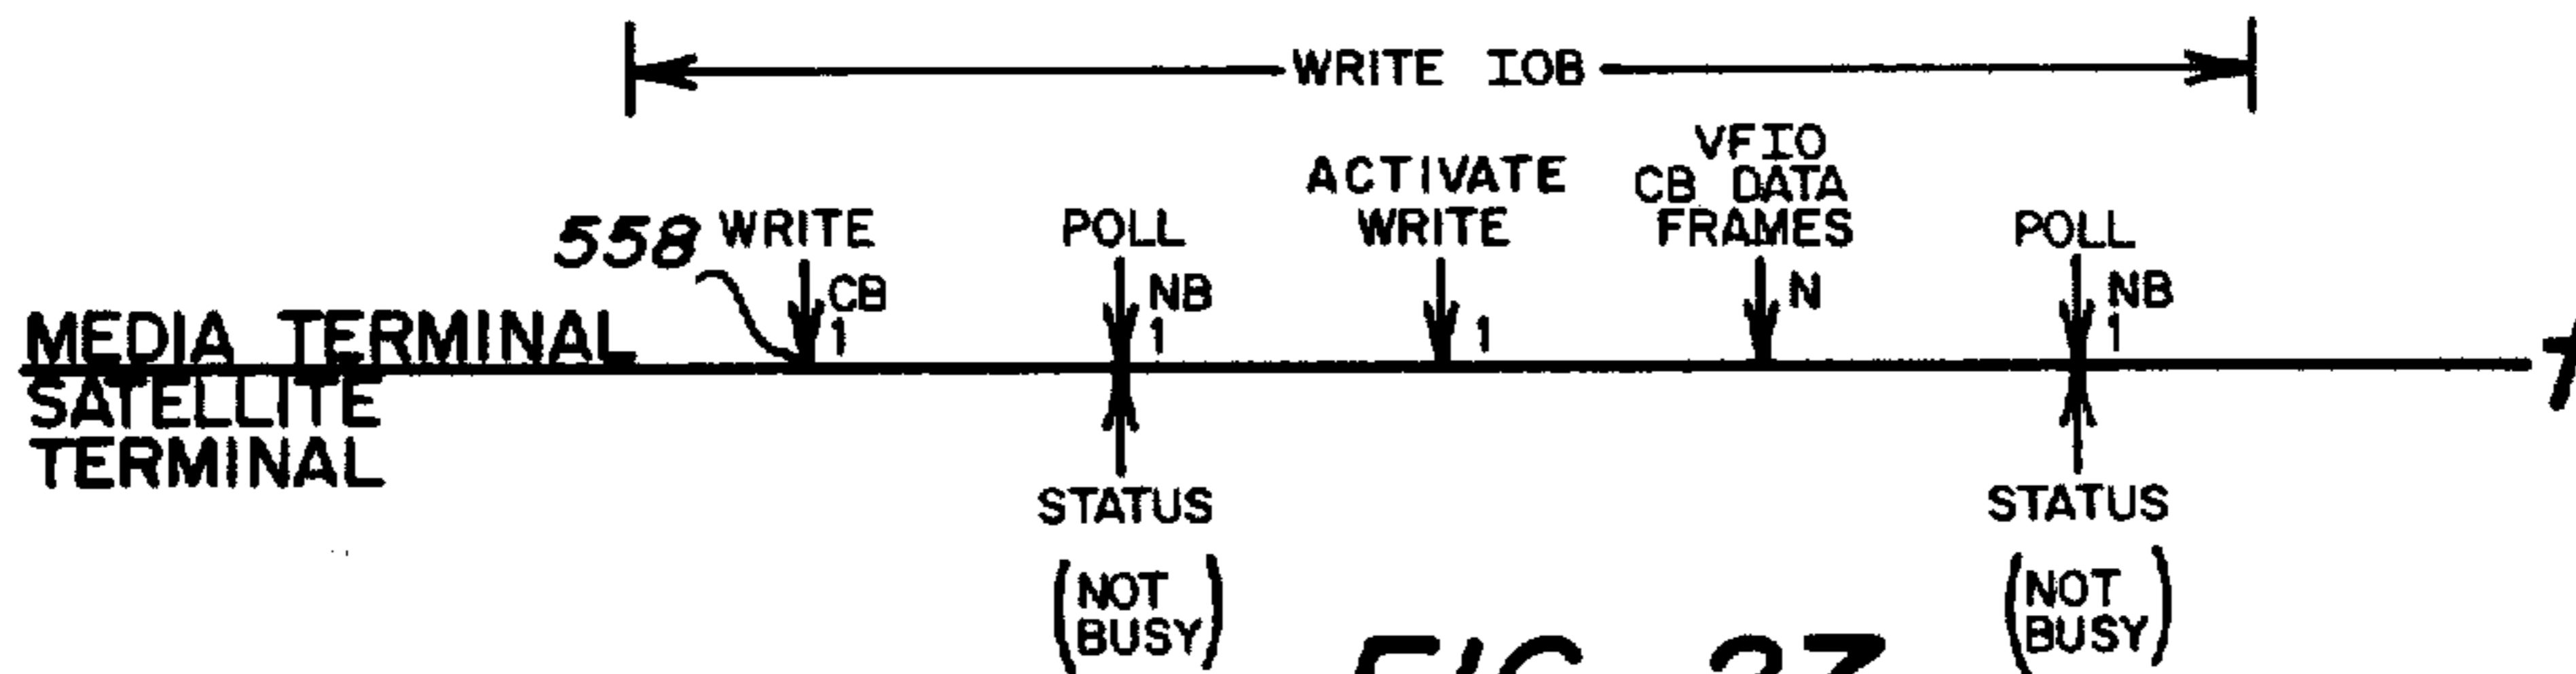 WRITE IOB
VFIO
ACTIVATE
CB DATA
558 WRITE
POLL
WRITE
FRAMES
POLL
CB
NB
N
NB
1
1
1
1
MEDIA TERMINAL
SATELLITE
TERMINAL
STATUS
STATUS
(NOT
BUSY)
(NOT
BUSY)